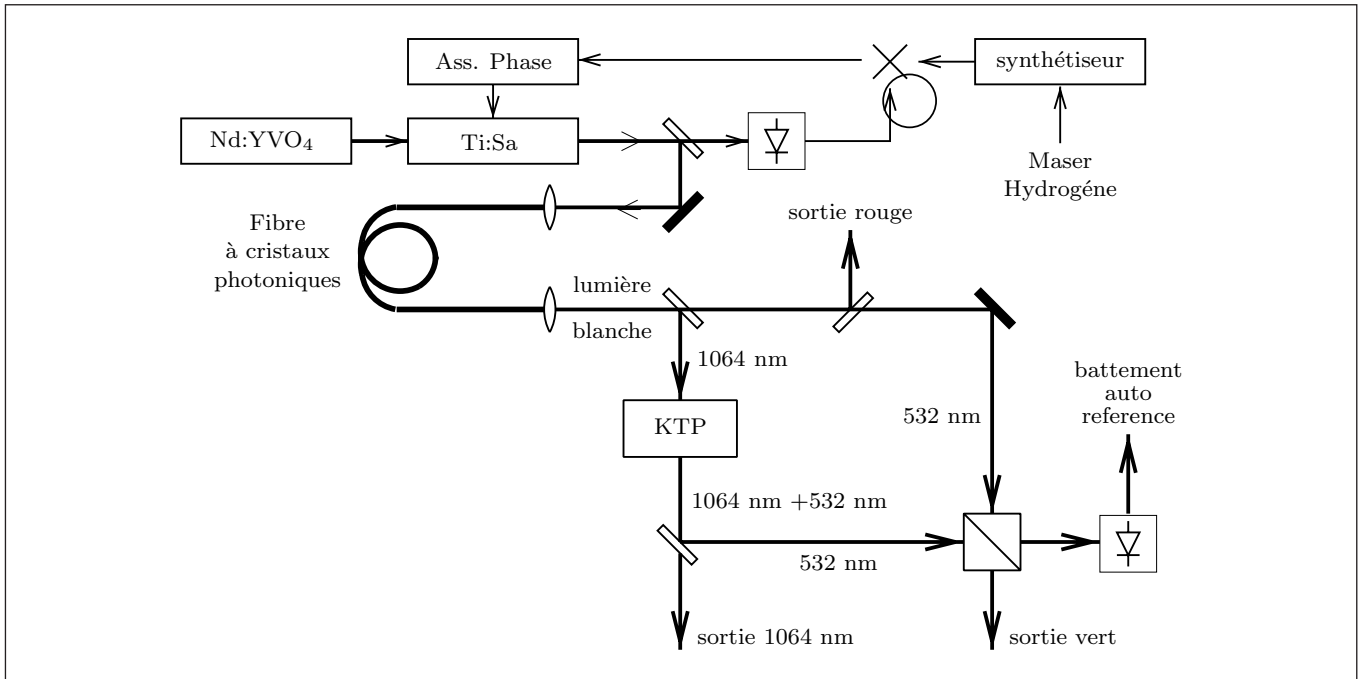 Ass. Phase
synthétiseur
Nd:YVO4
Ti:Sa
Maser
Hydrogéne
sortie rouge
Fibre
à cristaux
photoniques
lumière
blanche
1064 nm
battement
auto
reference
532 nm
KTP
1064 nm +532 nm
532 nm
sortie 1064 nm
sortie vert